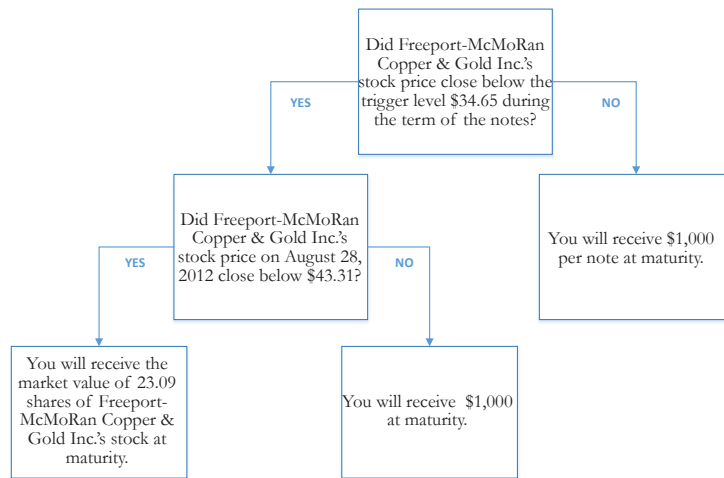 Did Freeport-McMoRan
Copper & Gold Inc.'s
stock price close below the
trigger level $34.65 during
the term of the notes?
YES
NO
Did Freeport-McMoRan
Copper & Gold Inc.'s
stock price on August 28,
2012 close below $43.31?
You will receive $1,000
per note at maturity.
YES
NO
You will receive the
market value of 23.09
shares of Freeport-
McMoRan Copper &
Gold Inc.'s stock at
maturity.
You will receive $1,000
at maturity.